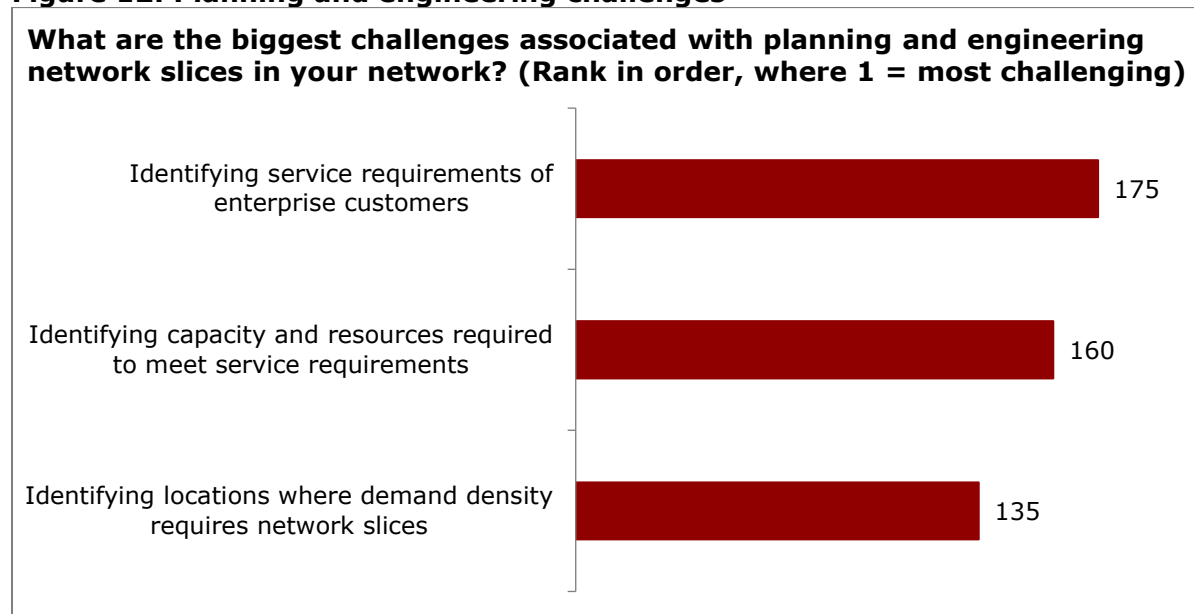 What are the biggest challenges associated with planning and engineering
network slices in your network? (Rank in order, where 1 = most challenging)
Identifying service requirements of
enterprise customers
175
Identifying capacity and resources required
to meet service requirements
160
Identifying locations where demand density
requires network slices
135